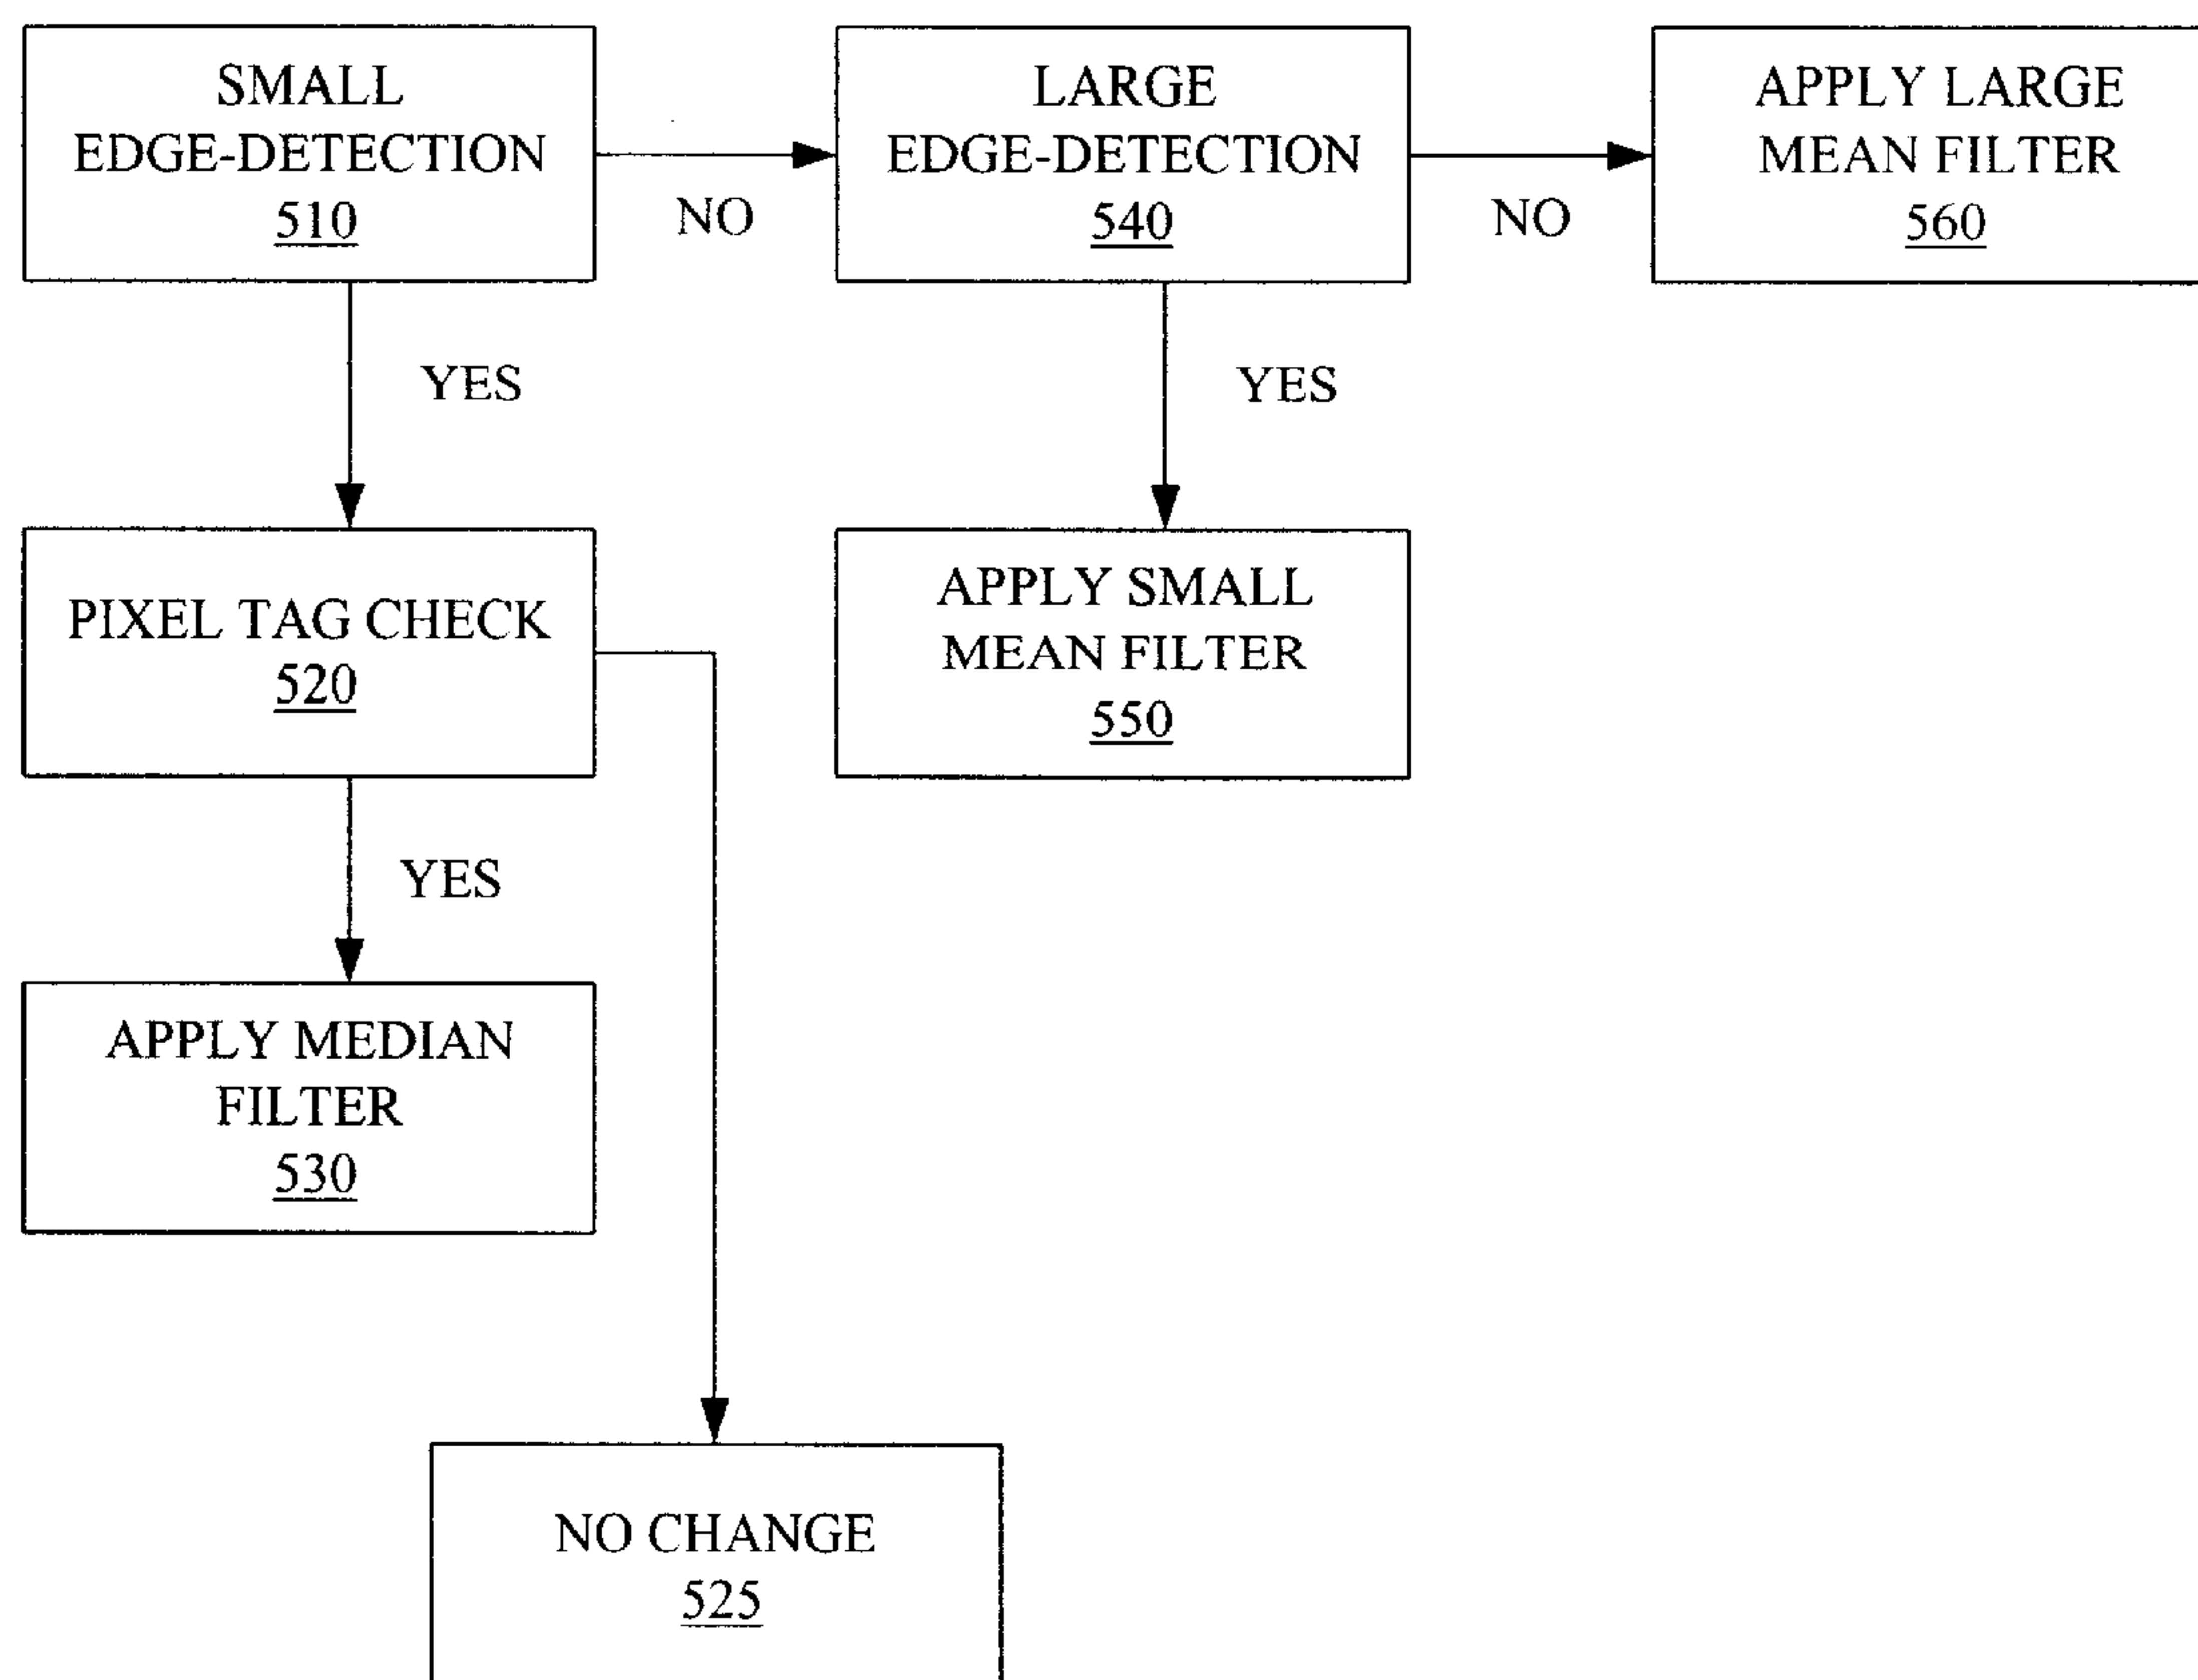 SMALL
EDGE-DETECTION
510
NO
LARGE
EDGE-DETECTION
540
NO
APPLY LARGE
MEAN FILTER
560
YES
YES
PIXEL TAG CHECK
520
APPLY SMALL
MEAN FILTER
550
YES
APPLY MEDIAN
FILTER
530
NO CHANGE
525